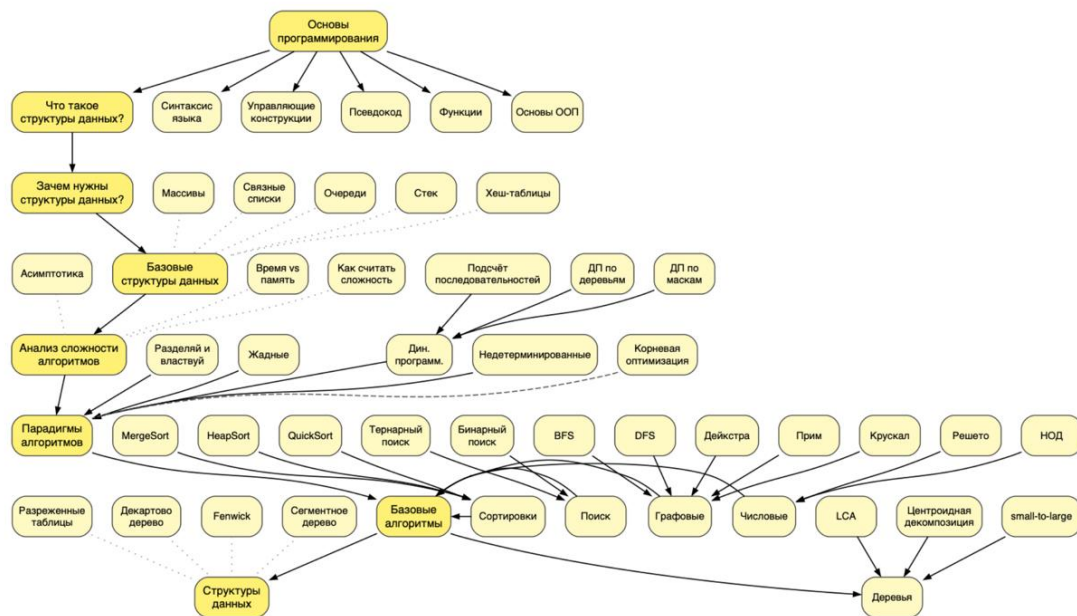 Основы
программирования
Что такое
структуры данных?
Синтаксис
языка
Управляющие
конструкции
Псевдокод
Функции
Основы ООП
Зачем нужны
структуры данных?
Массивы
Связные
списки
Очереди
Стек
Хеш-таблицы
Асимптотика
Базовые
структуры данных
Время vs
память
Как считать
сложность
Подсчёт
последовательностей
ДП по
деревьям
ДП по
маскам
Анализ сложности
алгоритмов
Разделяй и
властвуй
Жадные
Дин.
программ.
Недетерминированные
Корневая
оптимизация
Парадигмы
алгоритмов
MergeSort
HeapSort
QuickSort
Тернарный
поиск
Бинарный
поиск
BFS
DFS
Дейкстра
Прим
Крускал
Решето
НОД
Разреженные
таблицы
Декартово
дерево
Fenwick
Сегментное
дерево
Базовые
алгоритмы
Сортировки
Поиск
Графовые
Числовые
LCA
Центроидная
декомпозиция
small-to-large
Структуры
данных
Деревья